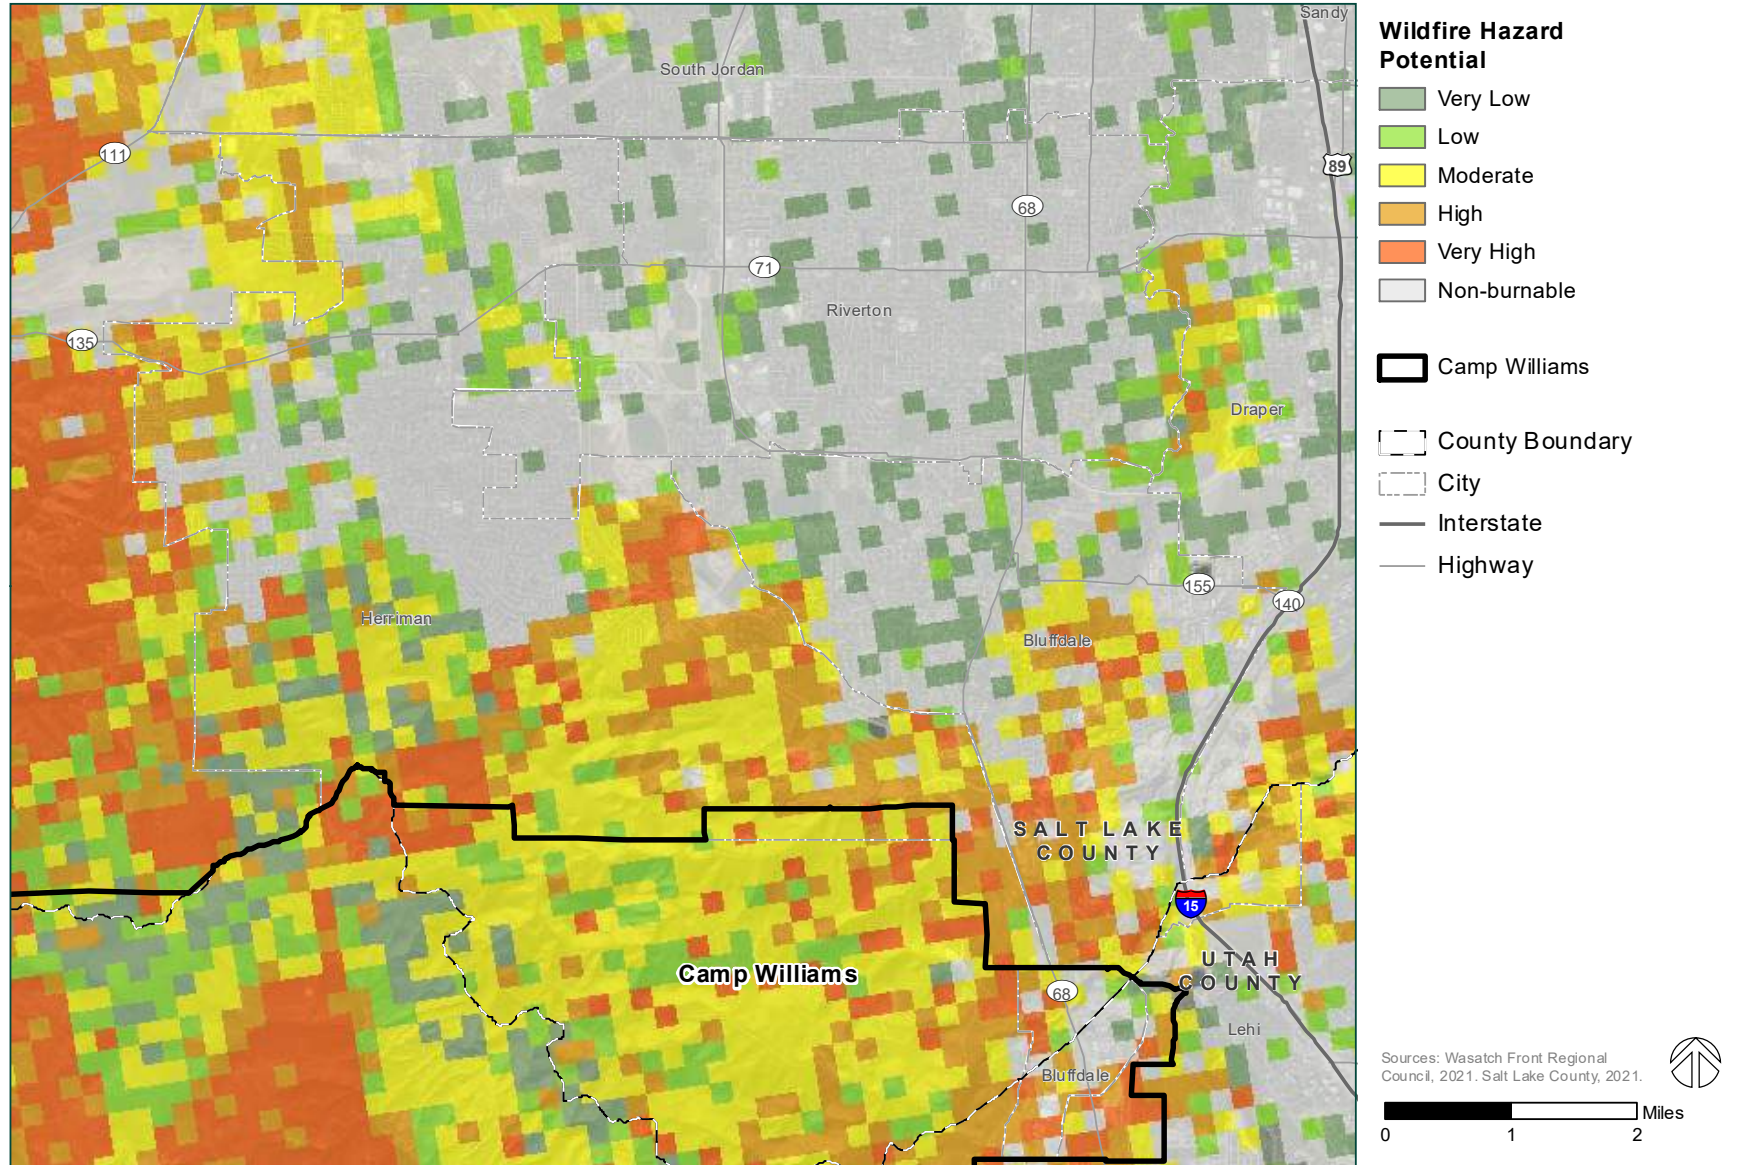 Sandy
South Jordan
111
89
68
71
Riverton
135
Draper
155
140
Herriman
Bluffdale
SALT LAKE
COUNTY
15
UTAH
COUNTY
Camp Williams
68
Lehi
Bluffdale
Wildfire Hazard
Potential
Very Low
Low
Moderate
High
Very High
Non-burnable
Camp Williams
County Boundary
City
Interstate
Highway
Sources: Wasatch Front Regional
Council, 2021. Salt Lake County, 2021.
Miles
0 1 2